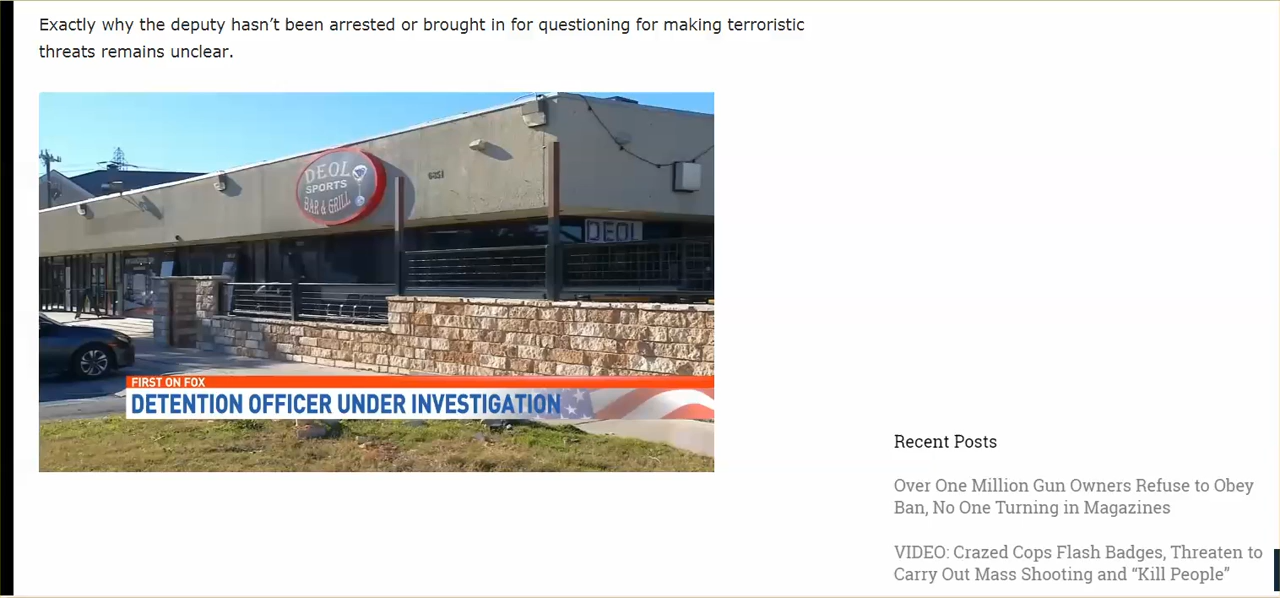 Exactly why the deputy hasn’t been arrested or brought in for questioning for making terroristic
threats remains unclear.
DEOL
SPORTS
BAR & GRILL
DEOL
FIRST ON FOX
DETENTION OFFICER UNDER INVESTIGATION
Recent Posts
Over One Million Gun Owners Refuse to Obey
Ban, No One Turning in Magazines
VIDEO: Crazed Cops Flash Badges, Threaten to
Carry Out Mass Shooting and “Kill People”